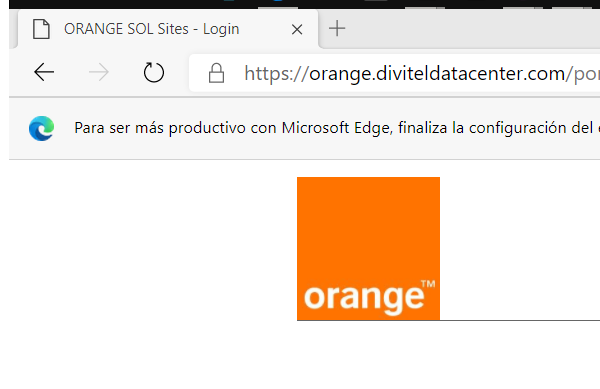 ORANGE SOL Sites - Login
https://orange.diviteldatacenter.com/por
Para ser más productivo con Microsoft Edge, finaliza la configuración del
orange™